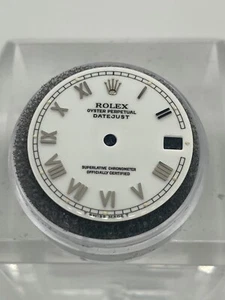 ROLEX
OYSTER PERPETUAL
DATEJUST
SUPERLATIVE CHRONOMETER
OFFICIALLY CERTIFIED